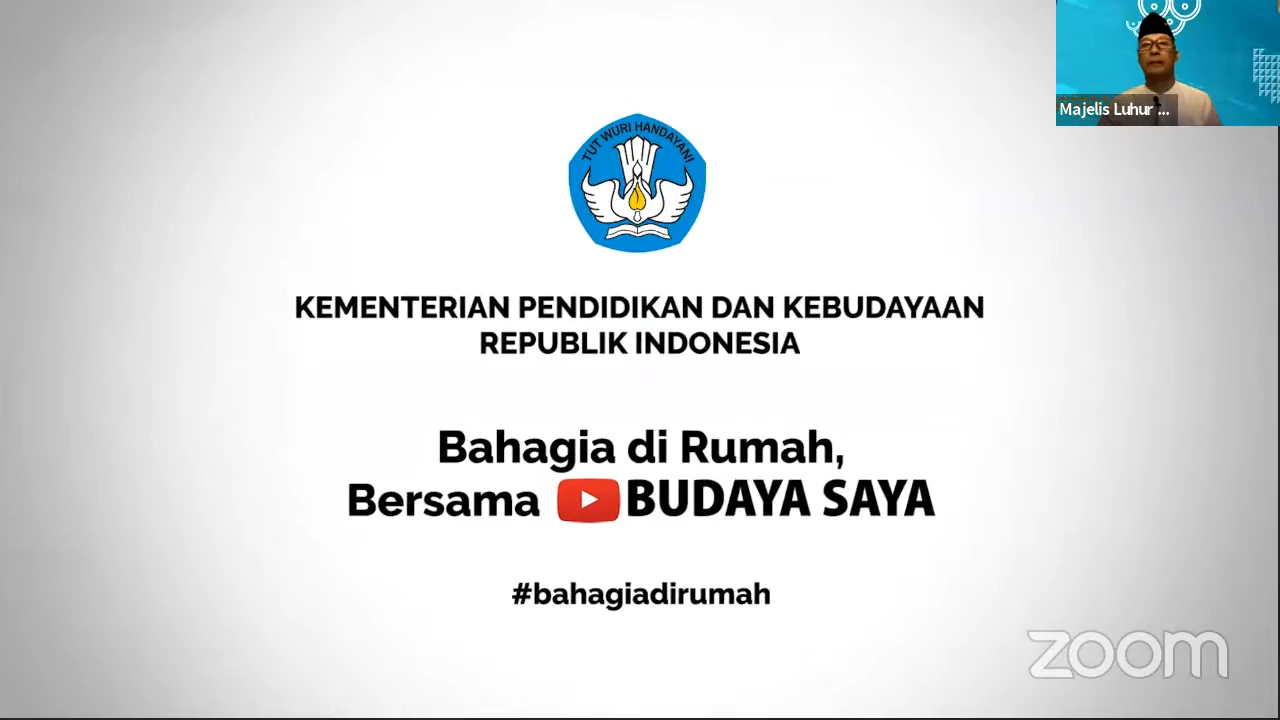 Majelis Luhur ...
TUT WURI HANDAYANI
KEMENTERIAN PENDIDIKAN DAN KEBUDAYAAN
REPUBLIK INDONESIA
Bahagia di Rumah,
Bersama BUDAYA SAYA
#bahagiadirumah
zoom